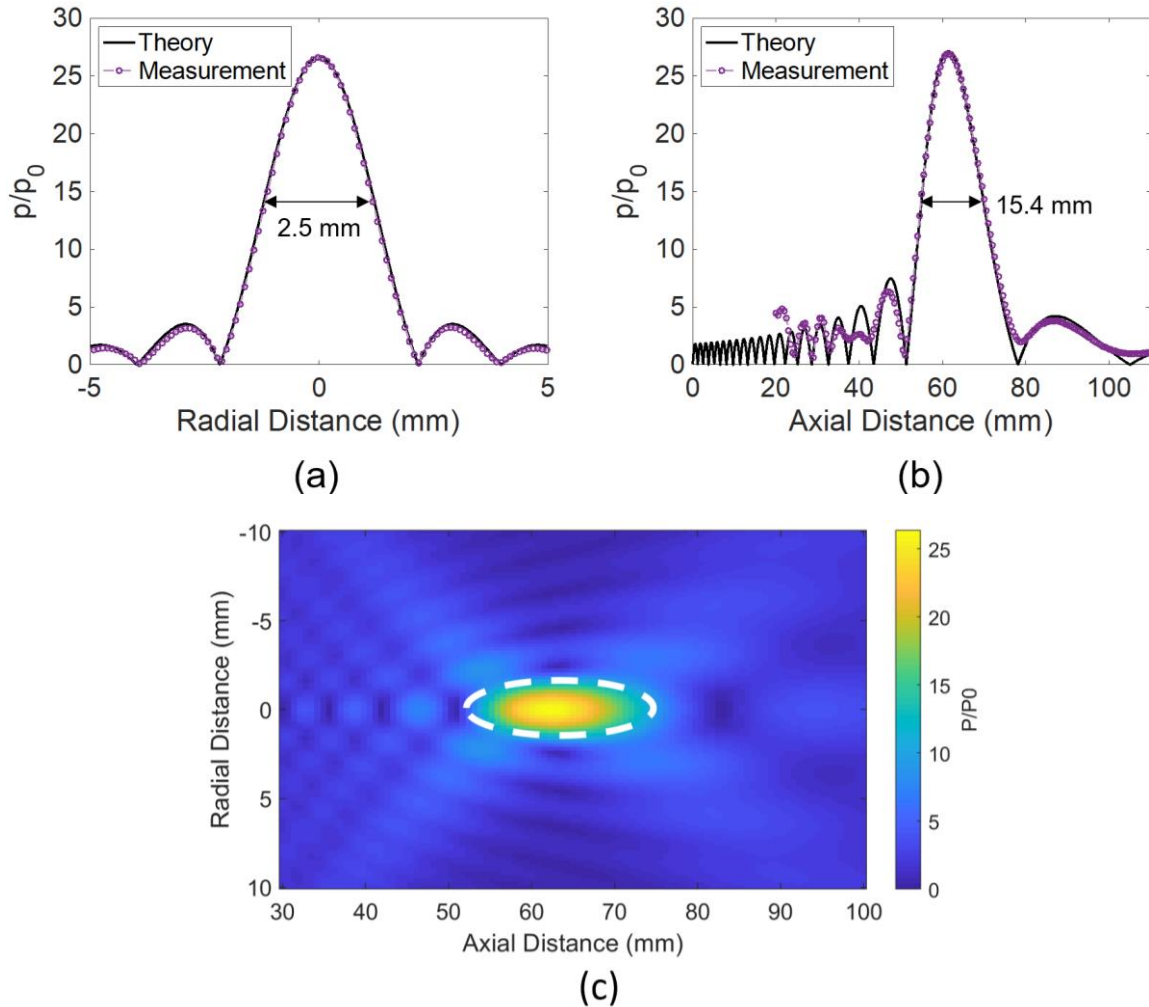 Theory
Measurement
p/p0
30
25
20
15
10
5
0
2.5 mm
-5
0
5
Radial Distance (mm)
(a)
Theory
Measurement
p/p0
30
25
20
15
10
5
0
15.4 mm
0
20
40
60
80
100
Axial Distance (mm)
(b)
Radial Distance (mm)
-10
-5
0
5
10
30
40
50
60
70
80
90
100
Axial Distance (mm)
25
20
15
10
5
0
P/P0
(c)